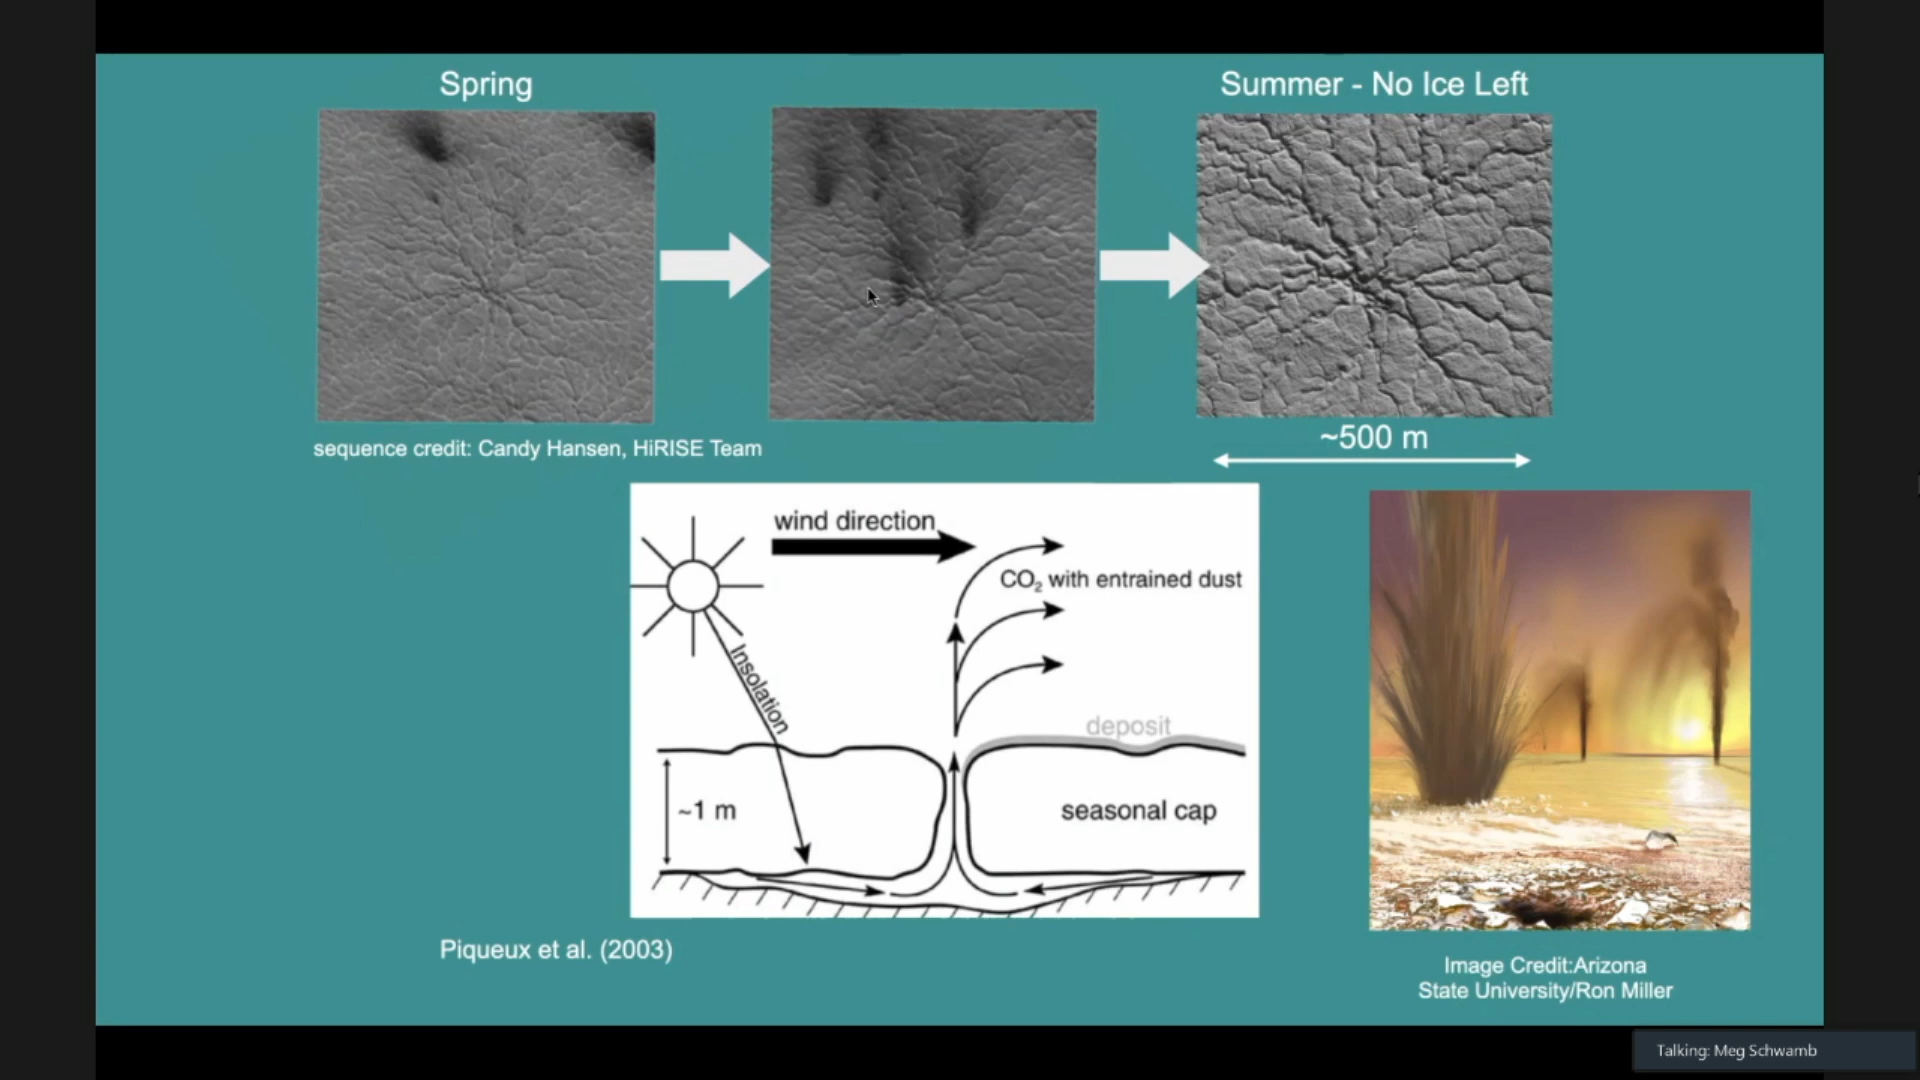 Spring
Summer - No Ice Left
sequence credit: Candy Hansen, HiRISE Team
~500 m
wind direction
CO₂ with entrained dust
Insolation
deposit
~1 m
seasonal cap
Piqueux et al. (2003)
Image Credit:Arizona
State University/Ron Miller
Talking: Meg Schwamb